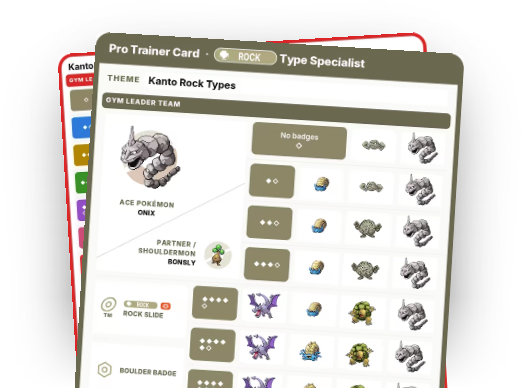 Pro Trainer Card · ROCK Type Specialist
THEME Kanto Rock Types
GYM LEADER TEAM
No badges
ACE POKÉMON
ONIX
PARTNER /
SHOULDERMON
BONSLY
TM
ROCK
ROCK SLIDE
BOULDER BADGE
Kanto
GYM LE